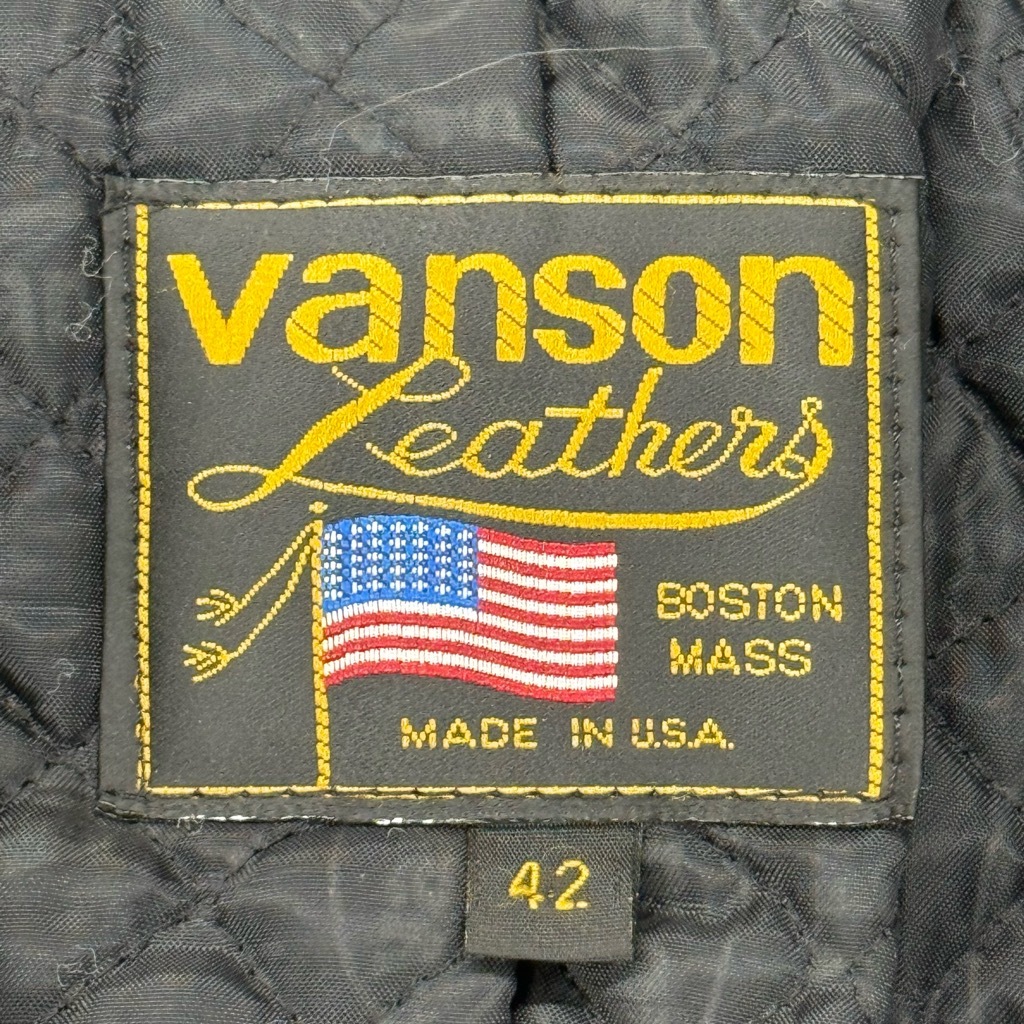 vanson
Leathers
BOSTON
MASS
MADE IN U.S.A.
42